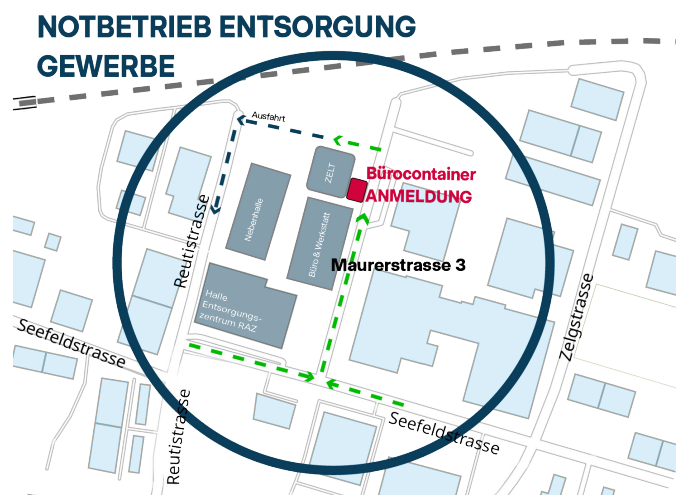 NOTBETRIEB ENTSORGUNG
GEWERBE
Ausfahrt
ZELT
Bürocontainer
ANMELDUNG
Nebenhalle
Büro & Werkstatt
Reutistrasse
Maurerstrasse 3
Halle
Entsorgungs-
zentrum RAZ
Zelgstrasse
Seefeldstrasse
Reutistrasse
Seefeldstrasse